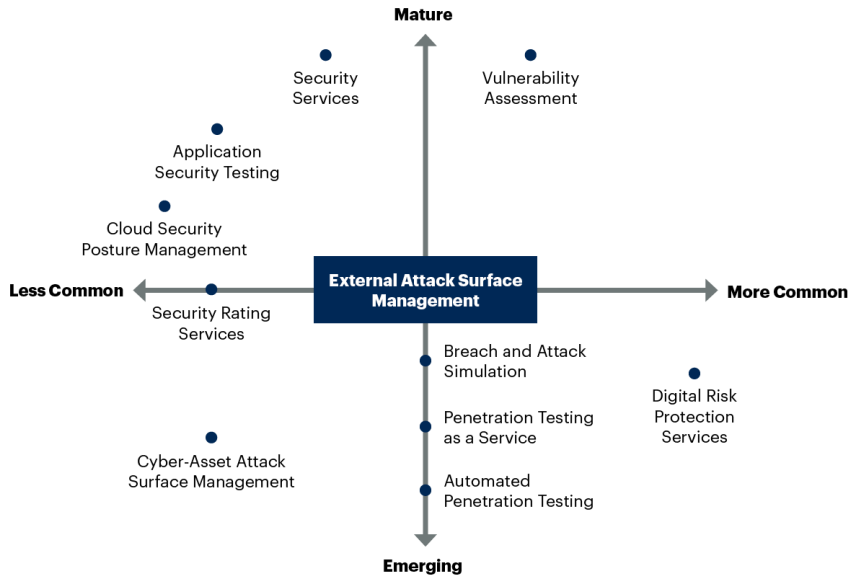 Mature
Security
Services
Vulnerability
Assessment
Application
Security Testing
Cloud Security
Posture Management
Less Common
External Attack Surface
Management
More Common
Security Rating
Services
Breach and Attack
Simulation
Digital Risk
Protection
Services
Penetration Testing
as a Service
Cyber-Asset Attack
Surface Management
Automated
Penetration Testing
Emerging